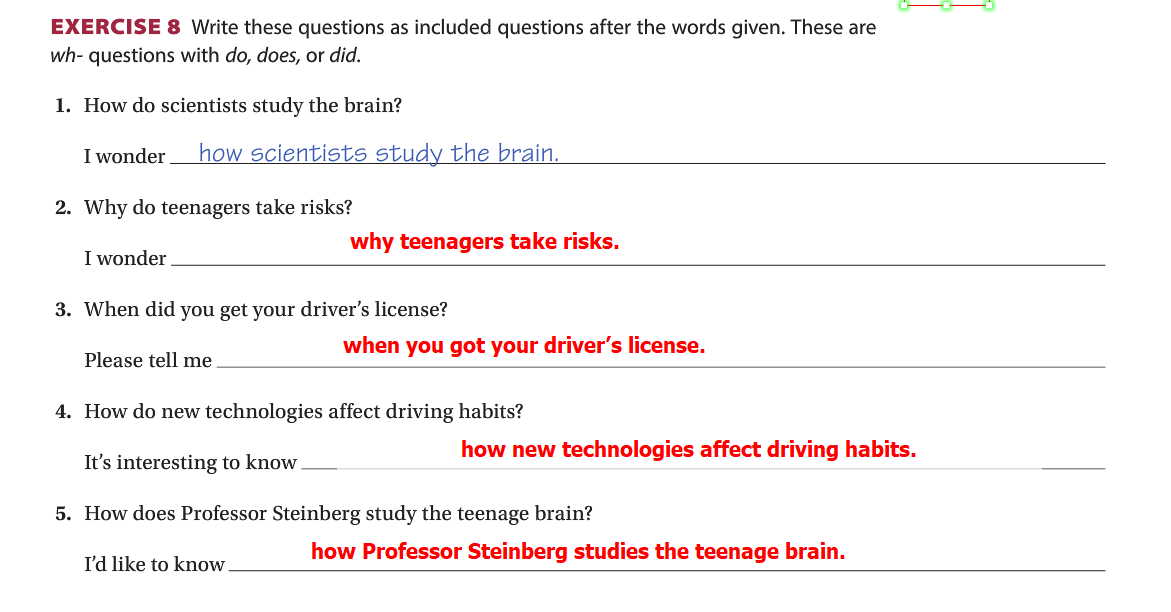 EXERCISE 8 Write these questions as included questions after the words given. These are
wh- questions with do, does, or did.
1. How do scientists study the brain?
I wonder how scientists study the brain.
2. Why do teenagers take risks?
I wonder why teenagers take risks.
3. When did you get your driver’s license?
Please tell me when you got your driver’s license.
4. How do new technologies affect driving habits?
It’s interesting to know how new technologies affect driving habits.
5. How does Professor Steinberg study the teenage brain?
I’d like to know how Professor Steinberg studies the teenage brain.